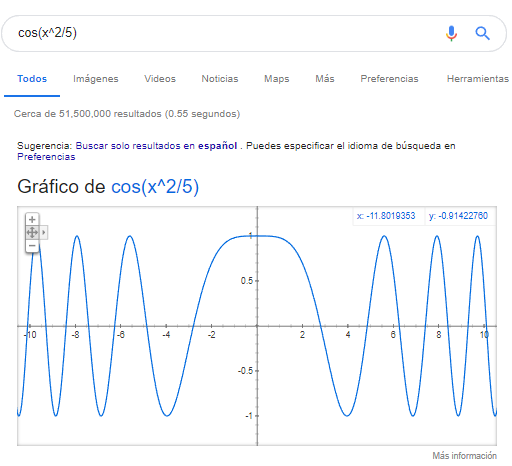 cos(x^2/5)
Todos Imágenes Videos Noticias Maps Más Preferencias Herramientas
Cerca de 51,500,000 resultados (0.55 segundos)
Sugerencia: Buscar solo resultados en español . Puedes especificar el idioma de búsqueda en
Preferencias
Gráfico de cos(x^2/5)
x: -11.8019353 y: -0.91422760
1
0.5
-10 -8 -6 -4 -2 2 4 6 8 10
-0.5
-1
Más información